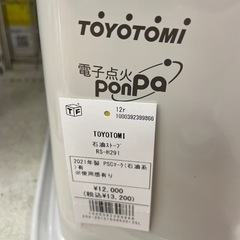 TOYOTOMI
電子点火
PONPa
TF
12r
1000392399860
TOYOTOMI
石油ｽﾄｰﾌﾞ
RS-H291
2021年製 PSCﾏｰｸ(石油系
)有
※使用感有り
¥12,000
(税込¥13,200)